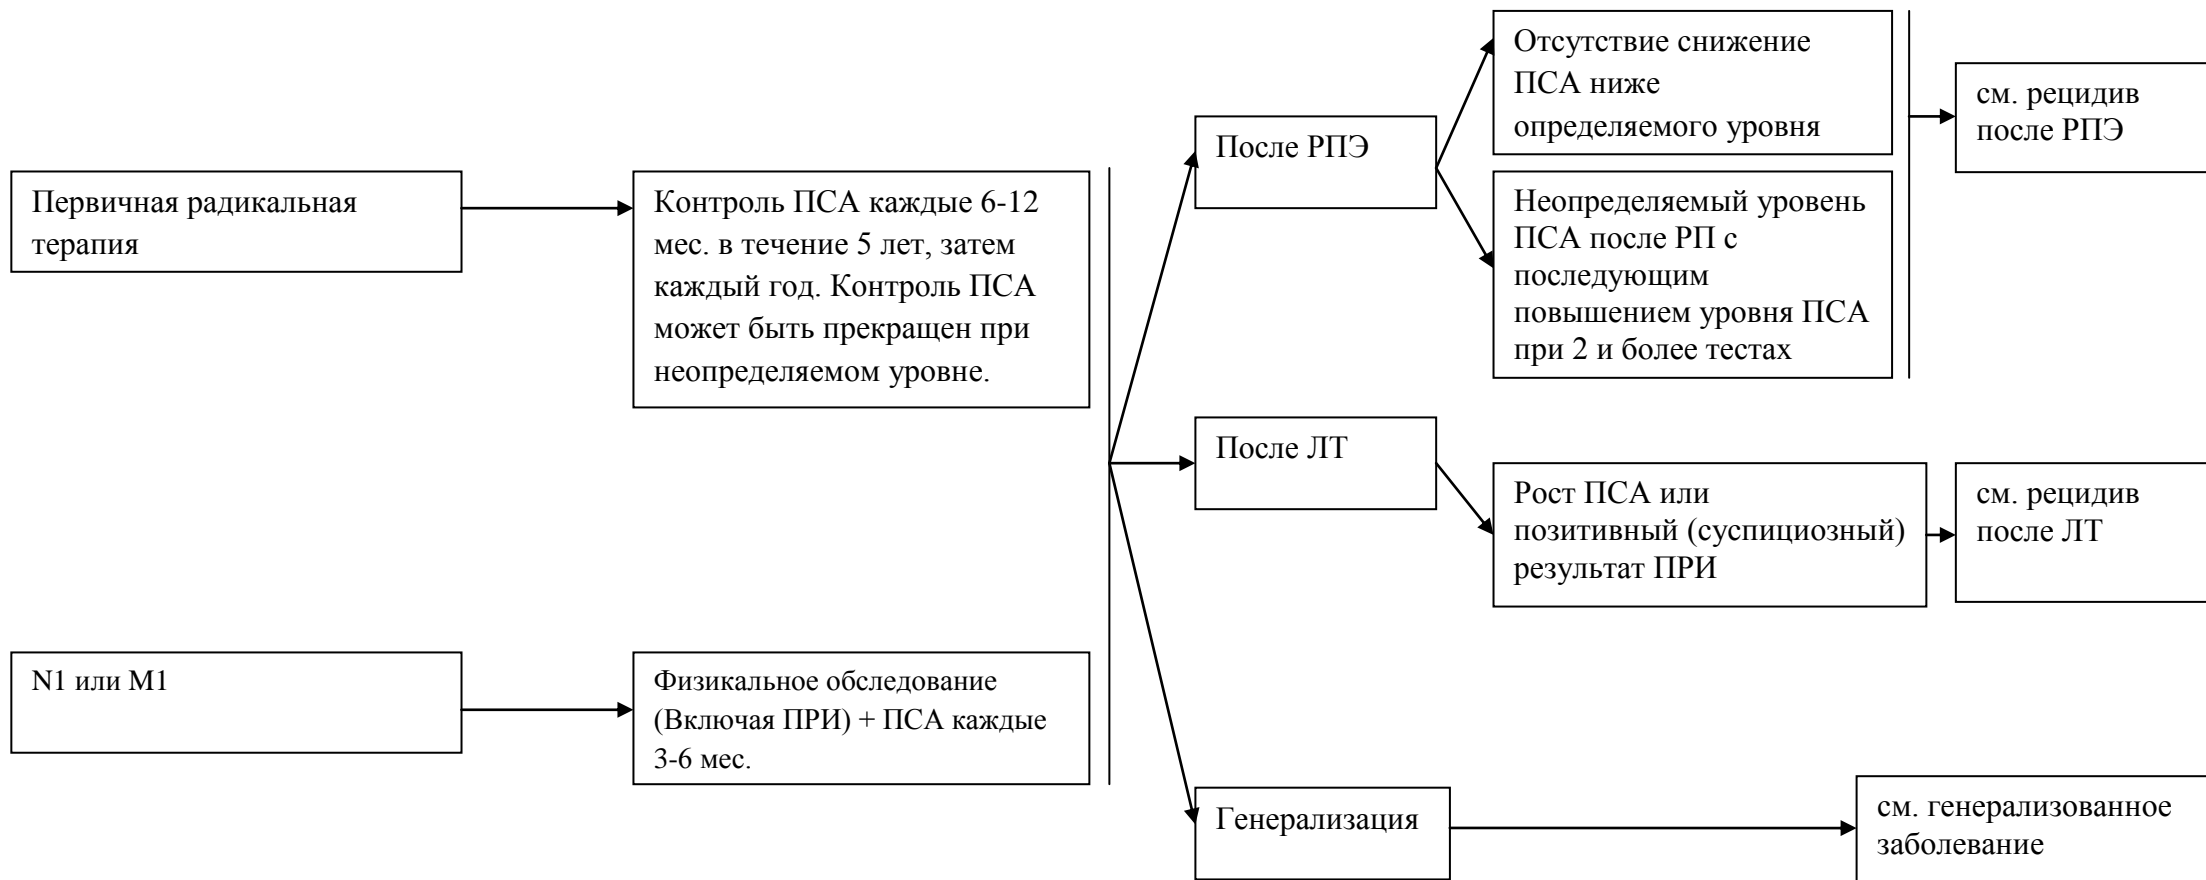 Первичная радикальная
терапия
Контроль ПСА каждые 6-12
мес. в течение 5 лет, затем
каждый год. Контроль ПСА
может быть прекращен при
неопределяемом уровне.
N1 или M1
Физикальное обследование
(Включая ПРИ) + ПСА каждые
3-6 мес.
После РПЭ
Отсутствие снижение
ПСА ниже
определяемого уровня
Неопределяемый уровень
ПСА после РП с
последующим
повышением уровня ПСА
при 2 и более тестах
см. рецидив
после РПЭ
После ЛТ
Рост ПСА или
позитивный (суспициозный)
результат ПРИ
см. рецидив
после ЛТ
Генерализация
см. генерализованное
заболевание